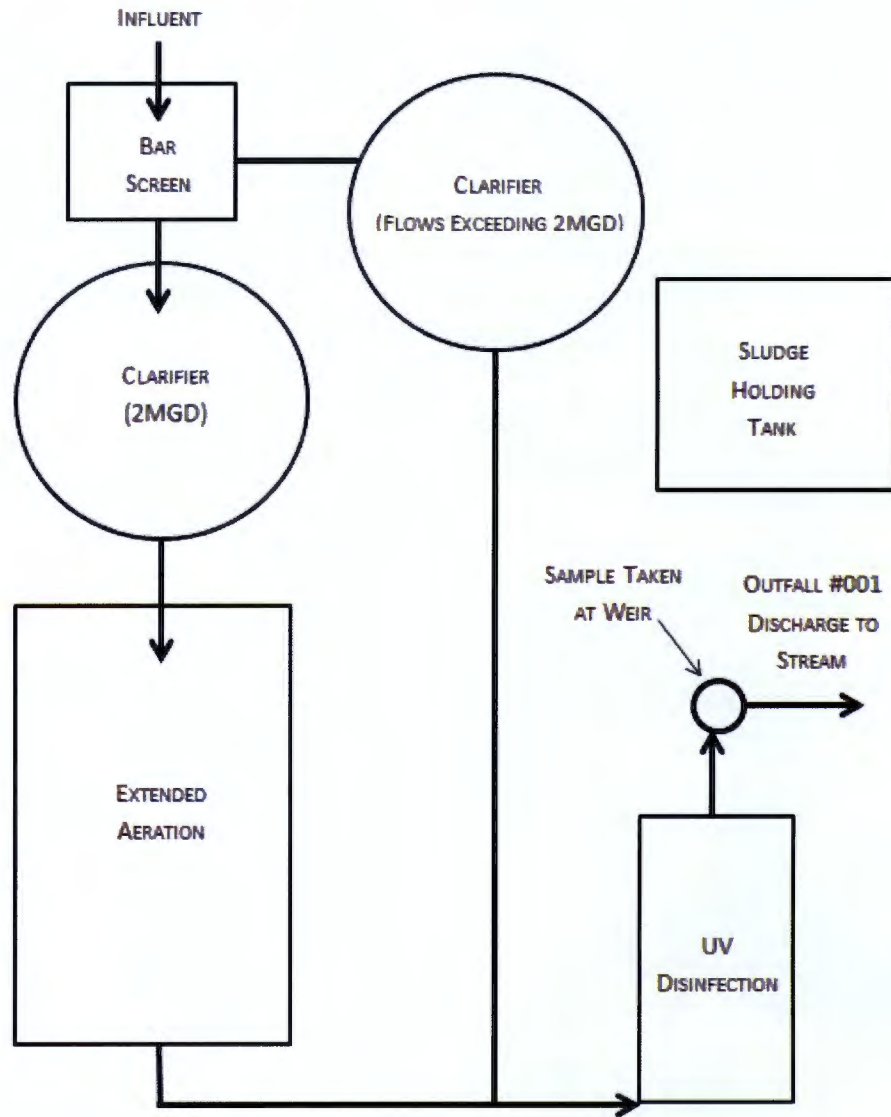 INFLUENT
BAR
SCREEN
CLARIFIER
(FLOWS EXCEEDING 2MGD)
CLARIFIER
(2MGD)
SLUDGE
HOLDING
TANK
SAMPLE TAKEN
AT WEIR
OUTFALL #001
DISCHARGE TO
STREAM
EXTENDED
AERATION
UV
DISINFECTION